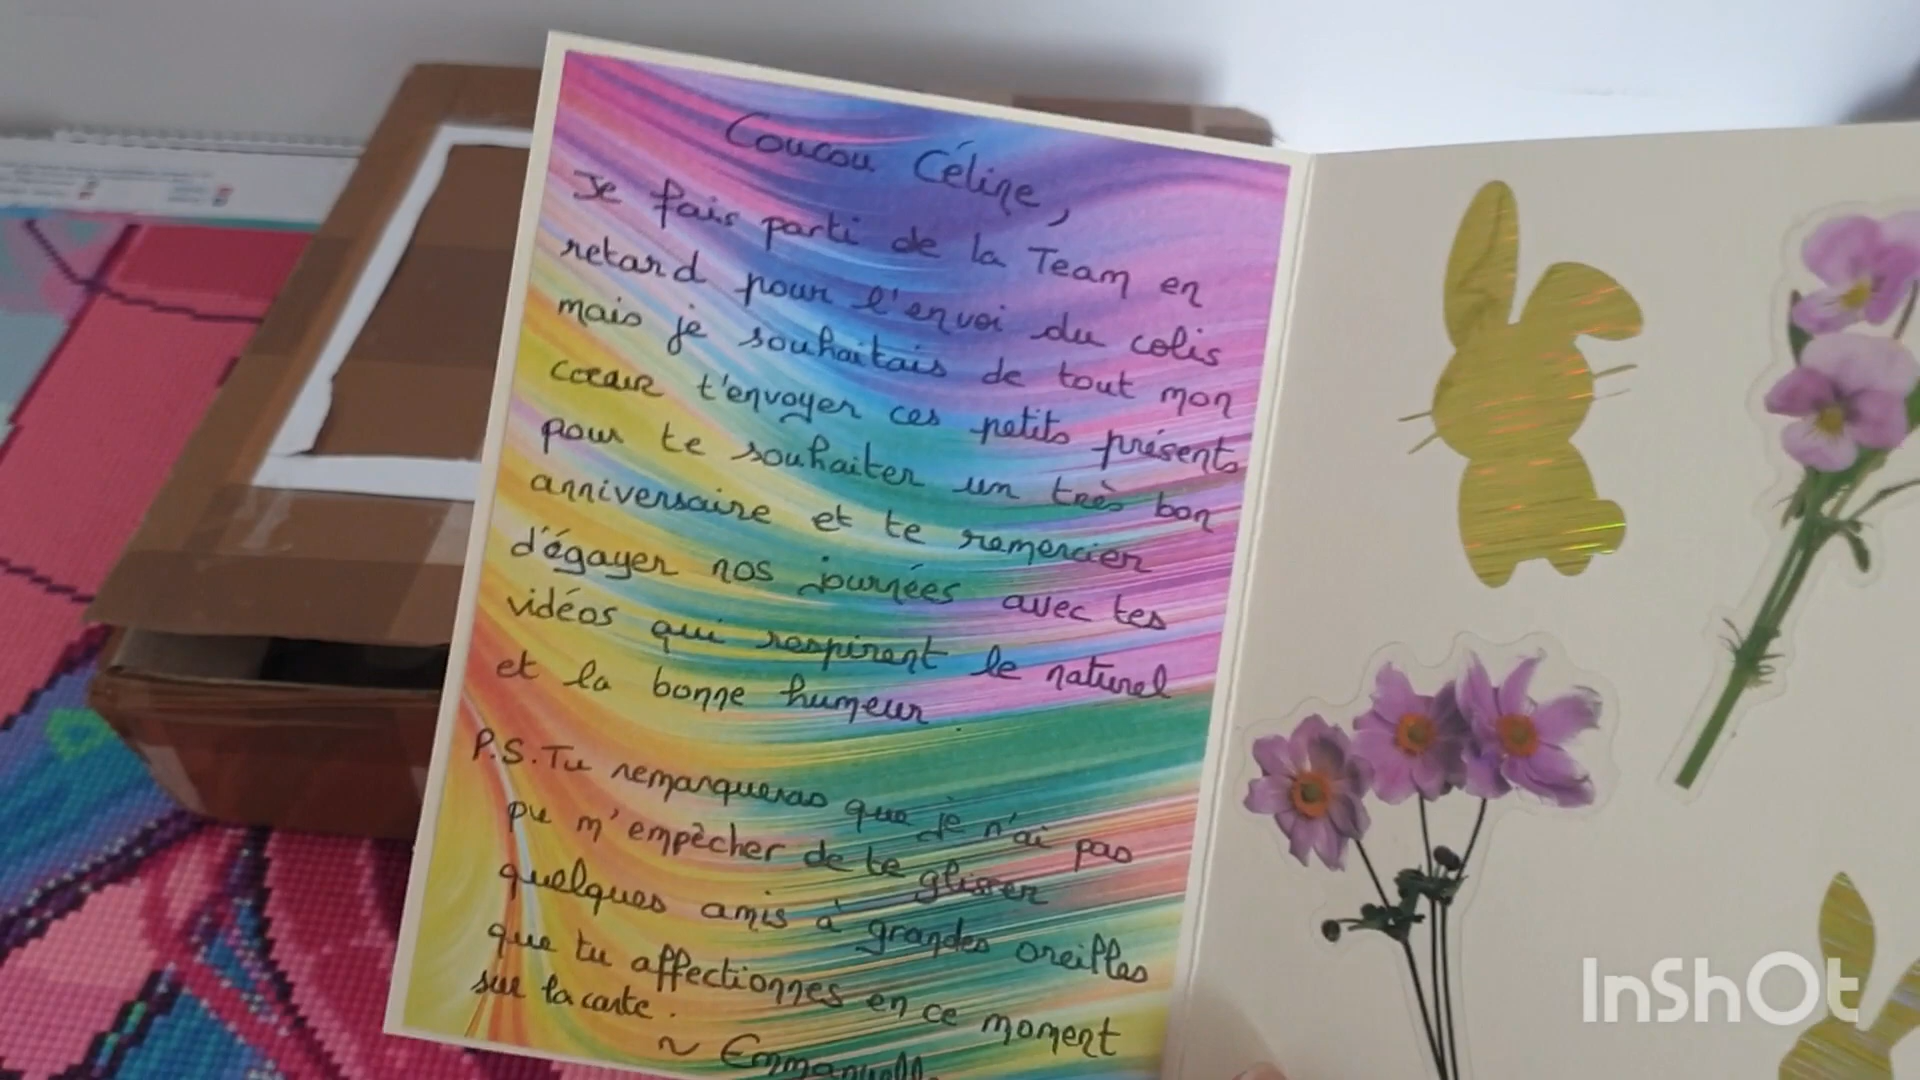 Coucou Céline,
Je fais parti de la Team en
retard pour l'envoi du colis
mais je souhaitais de tout mon
coeur t'envoyer ces petits présents
pour te souhaiter un très bon
anniversaire et te remercier
d'égayer nos journées avec tes
vidéos qui respirent le naturel
et la bonne humeur.
P.S. Tu remarqueras que je n'ai pas
pu m'empêcher de te glisser
quelques amis à grandes oreilles
que tu affectionnes en ce moment
sur la carte.
~ Emmanuelle
InShOt